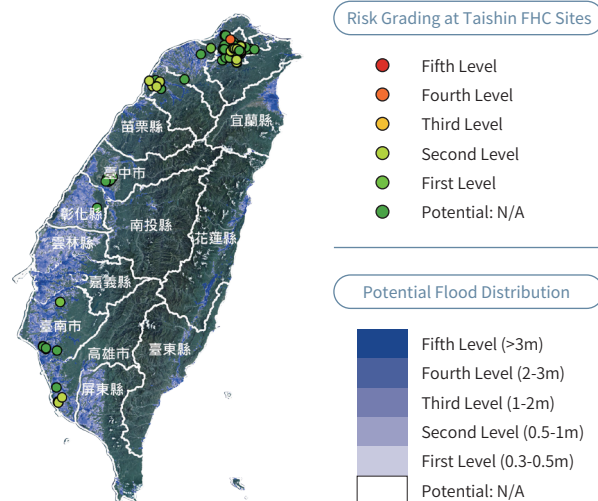 Risk Grading at Taishin FHC Sites
Fifth Level
Fourth Level
Third Level
Second Level
First Level
Potential: N/A
Potential Flood Distribution
Fifth Level (>3m)
Fourth Level (2-3m)
Third Level (1-2m)
Second Level (0.5-1m)
First Level (0.3-0.5m)
Potential: N/A
苗栗縣
宜蘭縣
臺中市
彰化縣
南投縣
花蓮縣
雲林縣
嘉義縣
臺南市
高雄市
臺東縣
屏東縣